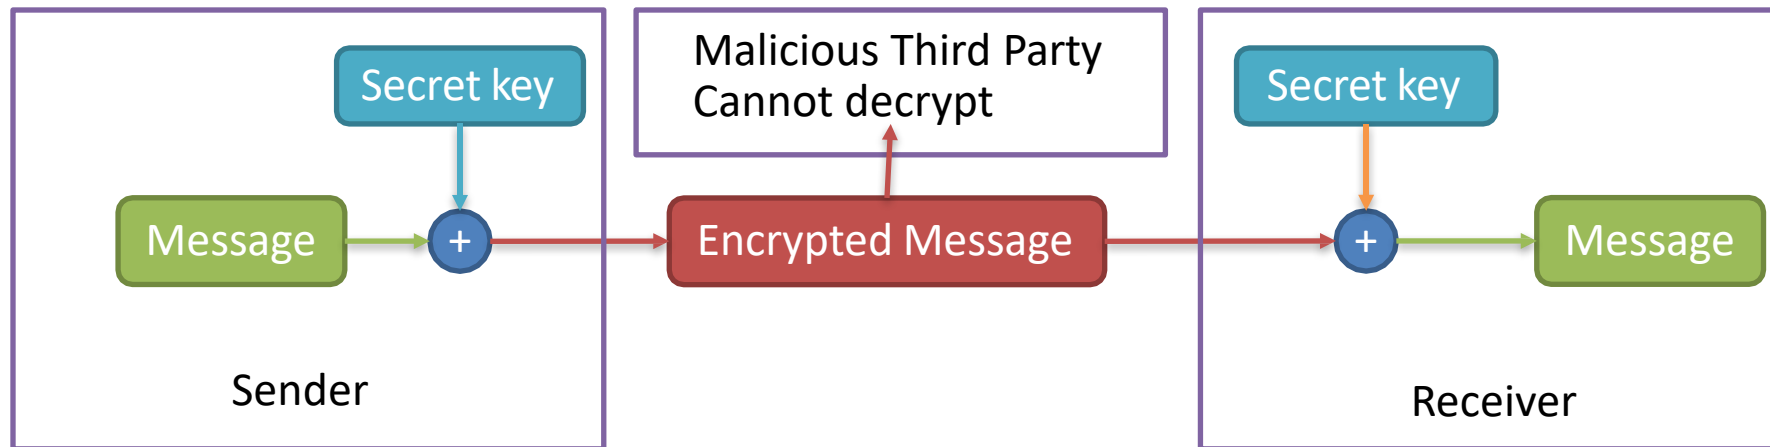 Secret key
Message
+
Sender
Malicious Third Party
Cannot decrypt
Encrypted Message
Secret key
+
Message
Receiver